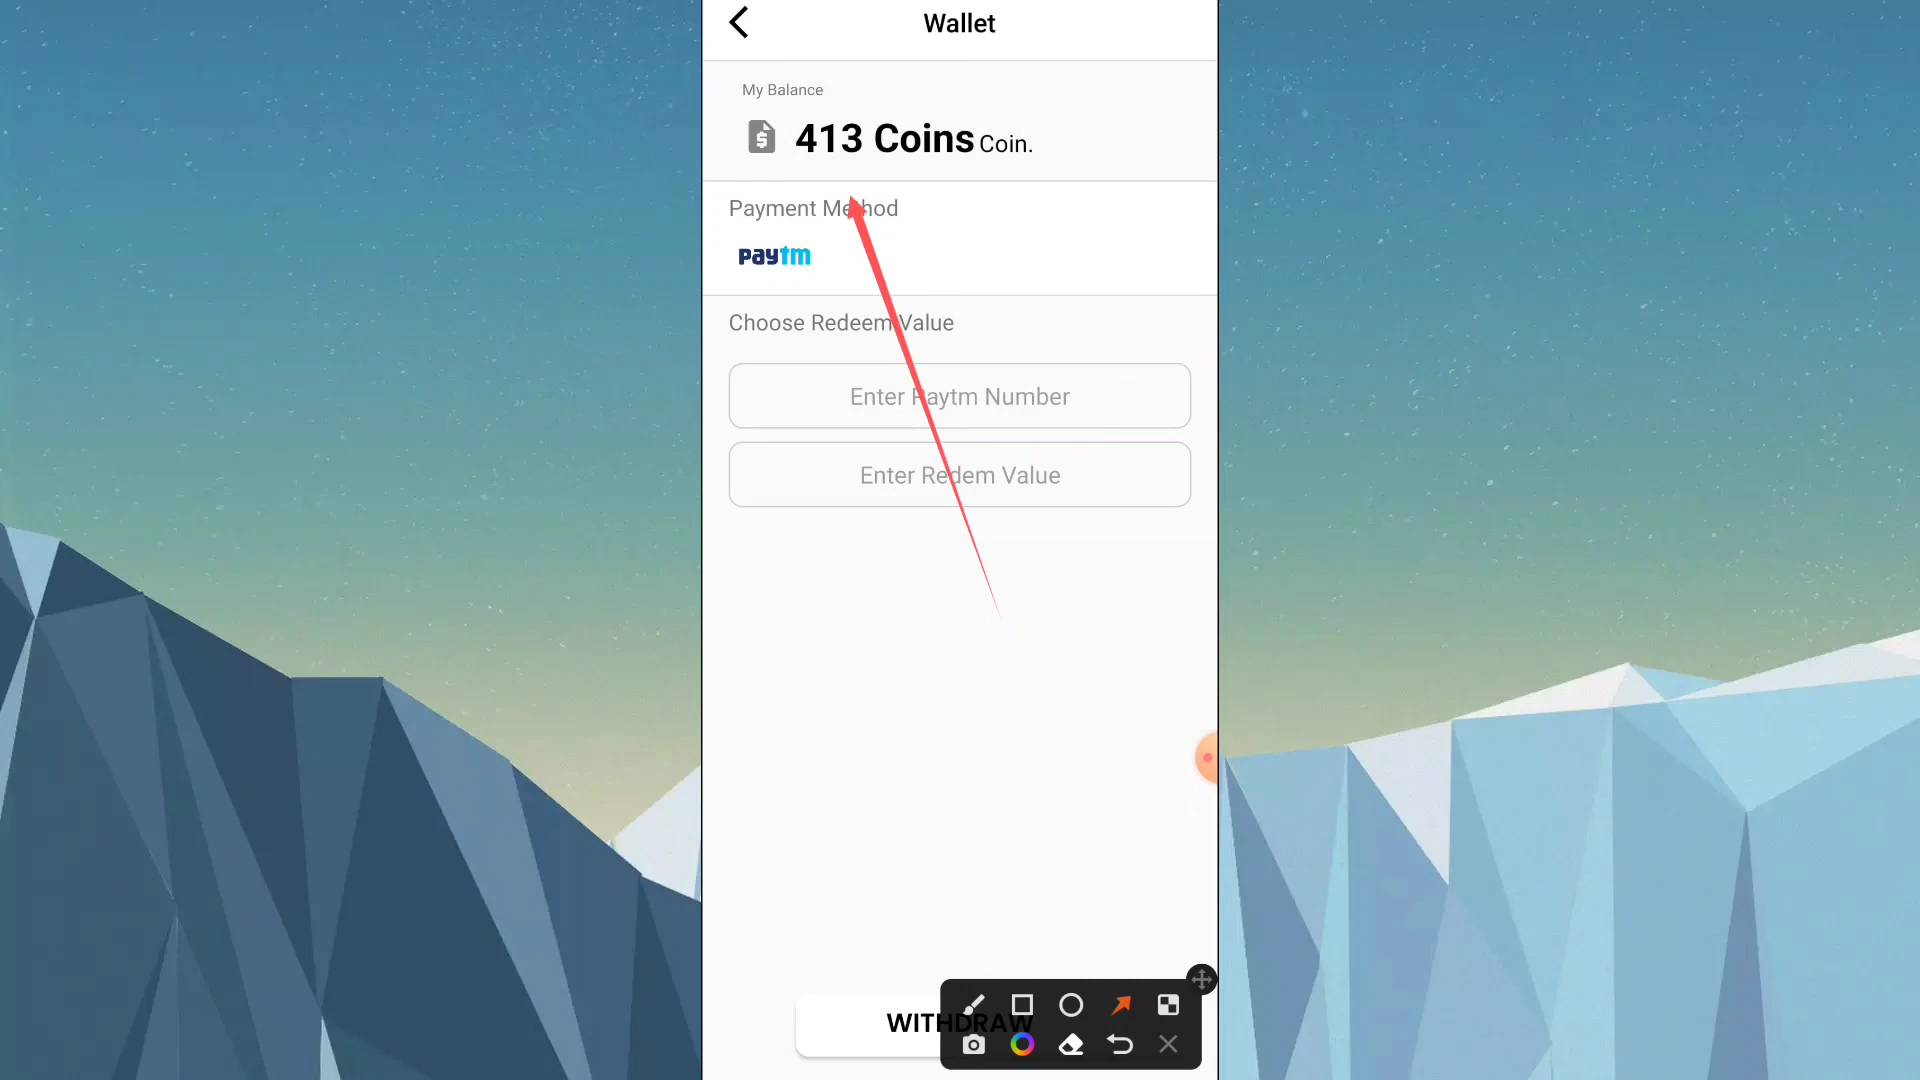 Wallet
My Balance
413 Coins Coin.
Payment Method
paytm
Choose Redeem Value
Enter Paytm Number
Enter Redem Value
WITHDRAW